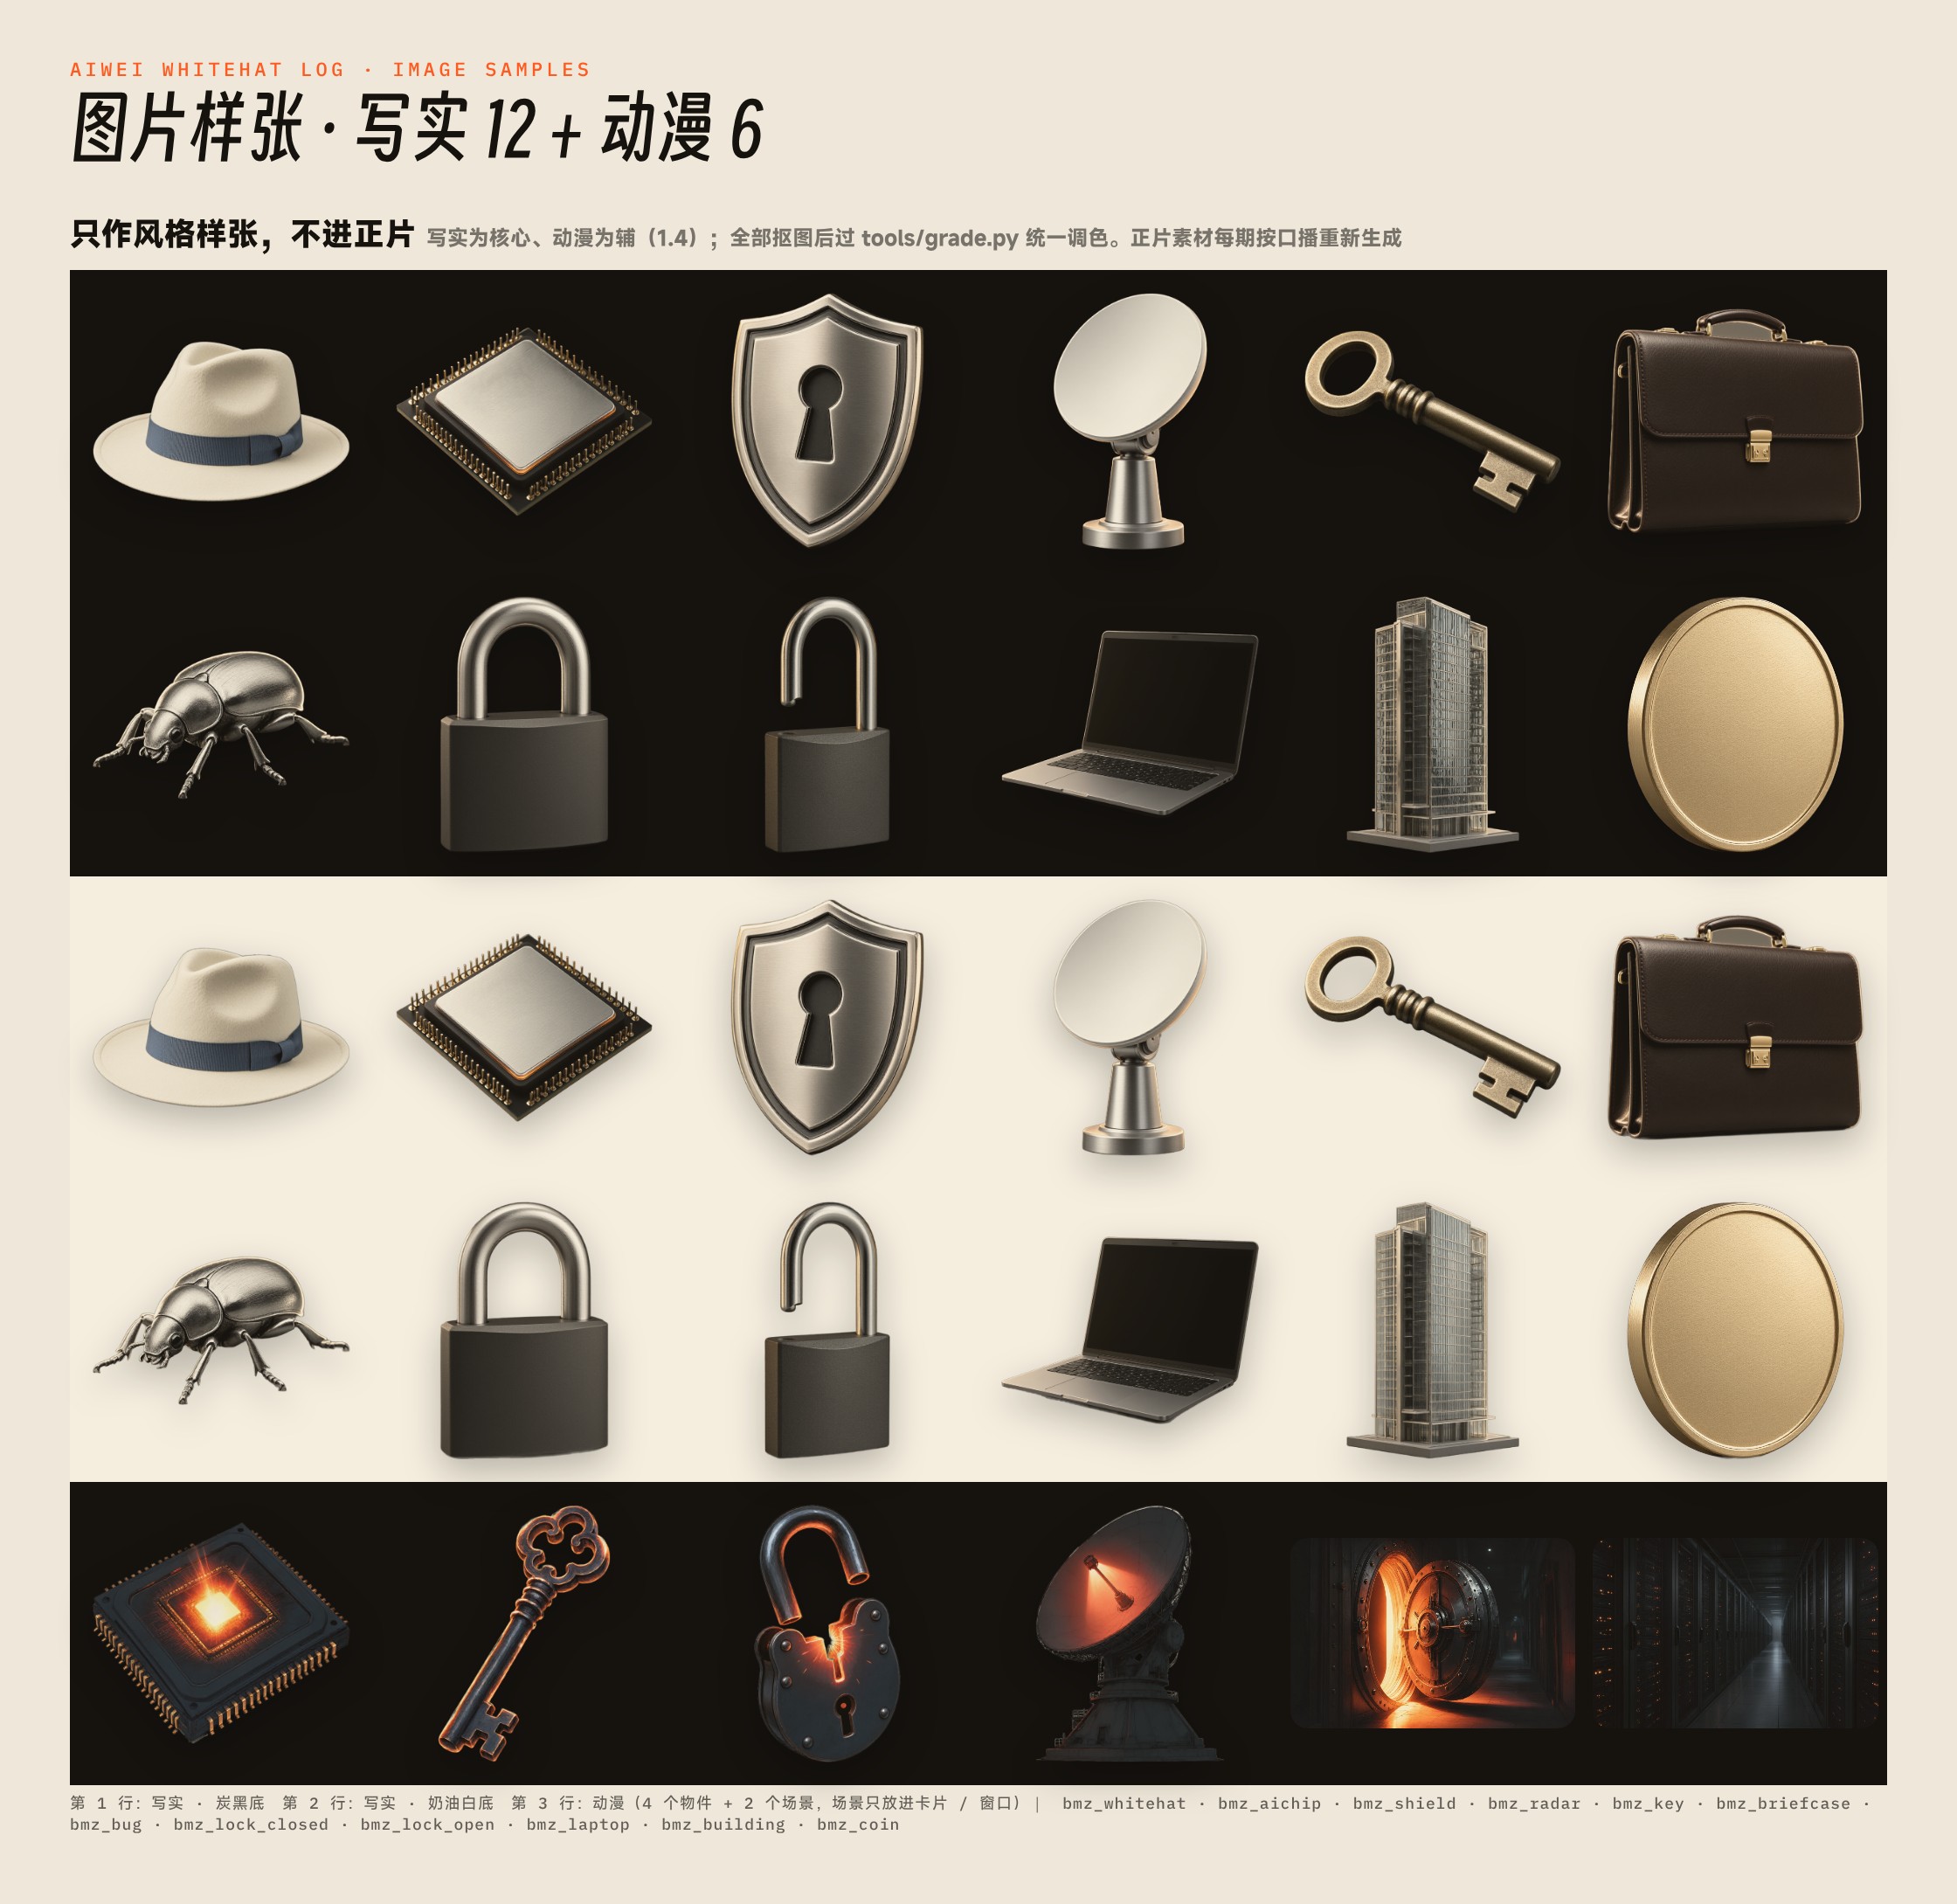 AIWEI WHITEHAT LOG · IMAGE SAMPLES
图片样张 · 写实 12 + 动漫 6
只作风格样张，不进正片 写实为核心、动漫为辅（1.4）；全部抠图后过 tools/grade.py 统一调色。正片素材每期按口播重新生成
第 1 行：写实 · 炭黑底 第 2 行：写实 · 奶油白底 第 3 行：动漫（4 个物件 + 2 个场景，场景只放进卡片 / 窗口） | bmz_whitehat · bmz_aichip · bmz_shield · bmz_radar · bmz_key · bmz_briefcase ·
bmz_bug · bmz_lock_closed · bmz_lock_open · bmz_laptop · bmz_building · bmz_coin